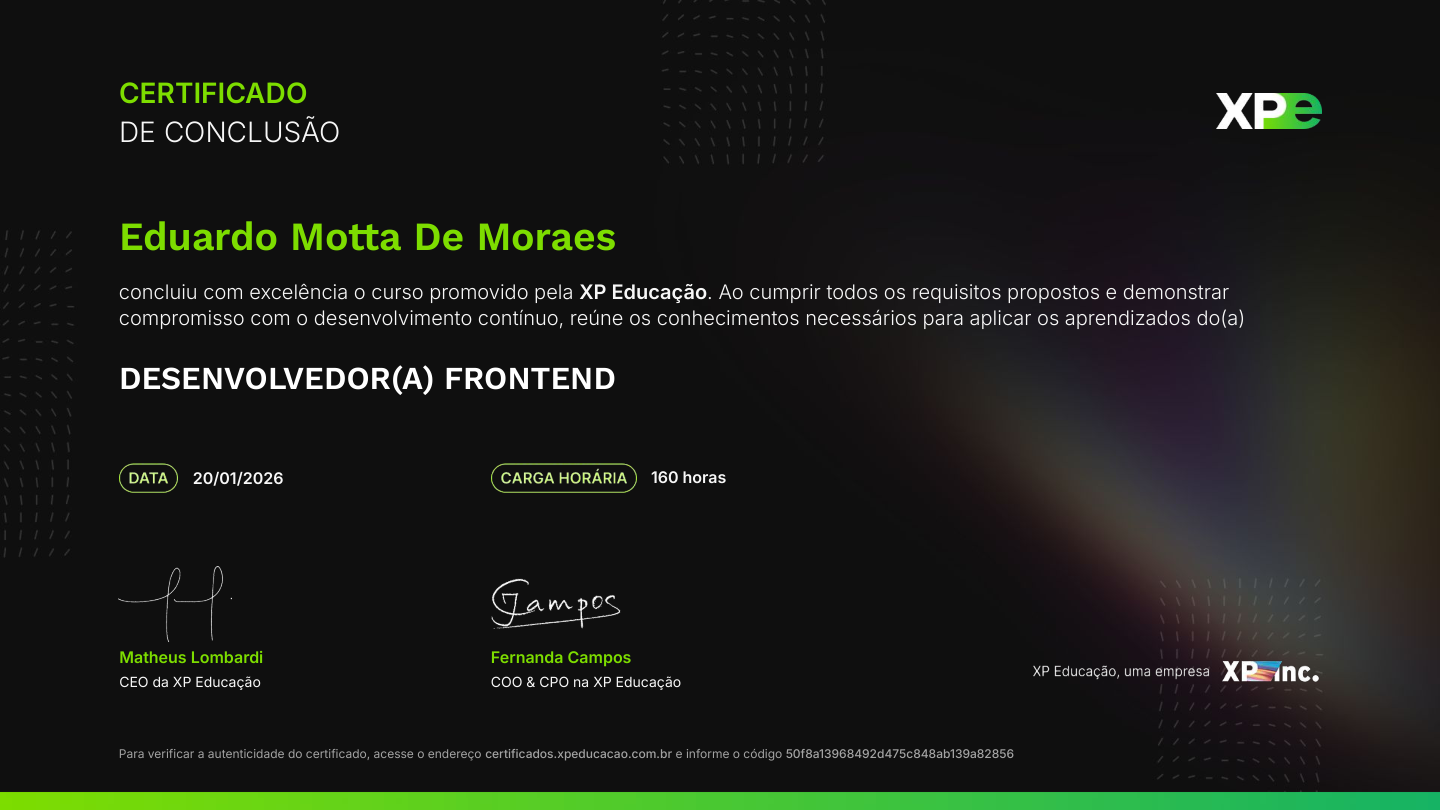 CERTIFICADO
DE CONCLUSÃO
XPe
Eduardo Motta De Moraes
concluiu com excelência o curso promovido pela XP Educação. Ao cumprir todos os requisitos propostos e demonstrar
compromisso com o desenvolvimento contínuo, reúne os conhecimentos necessários para aplicar os aprendizados do(a)
DESENVOLVEDOR(A) FRONTEND
DATA 20/01/2026 CARGA HORÁRIA 160 horas
Campos
Matheus Lombardi
CEO da XP Educação
Fernanda Campos
COO & CPO na XP Educação
XP Educação, uma empresa XP inc.
Para verificar a autenticidade do certificado, acesse o endereço certificados.xpeducacao.com.br e informe o código 50f8a13968492d475c848ab139a82856